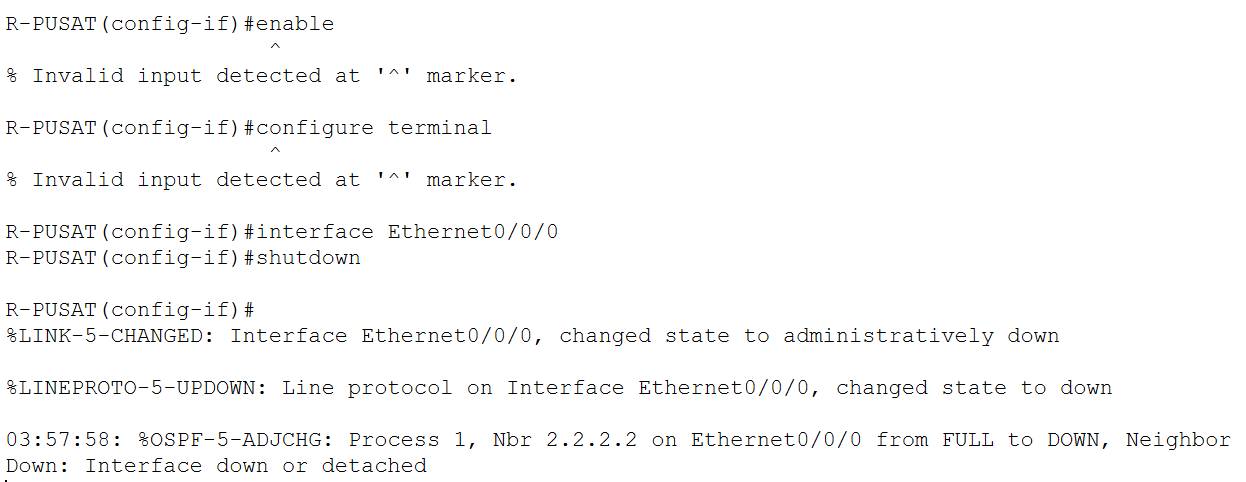 R-PUSAT(config-if)#enable
^
% Invalid input detected at '^' marker.
R-PUSAT(config-if)#configure terminal
^
% Invalid input detected at '^' marker.
R-PUSAT(config-if)#interface Ethernet0/0/0
R-PUSAT(config-if)#shutdown
R-PUSAT(config-if)#
%LINK-5-CHANGED: Interface Ethernet0/0/0, changed state to administratively down
%LINEPROTO-5-UPDOWN: Line protocol on Interface Ethernet0/0/0, changed state to down
03:57:58: %OSPF-5-ADJCHG: Process 1, Nbr 2.2.2.2 on Ethernet0/0/0 from FULL to DOWN, Neighbor
Down: Interface down or detached